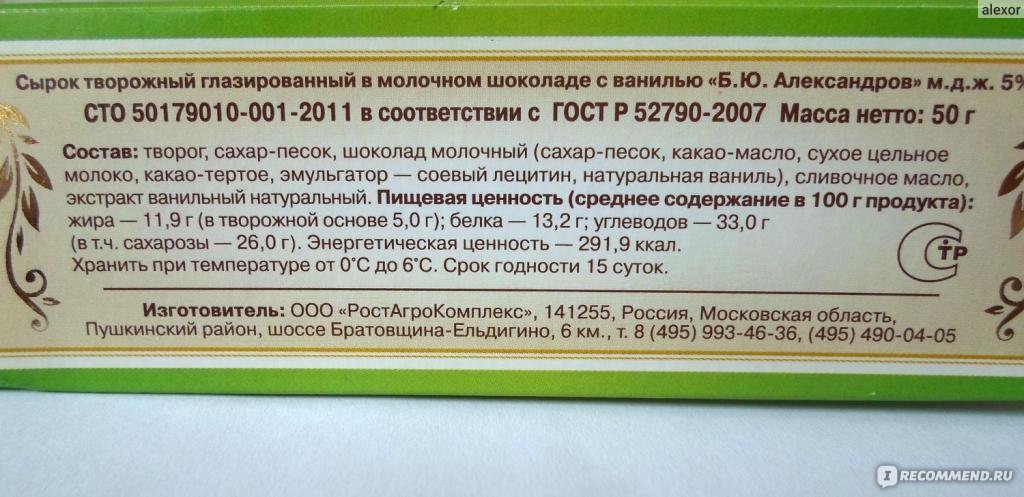 alexor
Сырок творожный глазированный в молочном шоколаде с ванилью «Б.Ю. Александров» м.д.ж. 5%
СТО 50179010-001-2011 в соответствии с ГОСТ Р 52790-2007 Масса нетто: 50 г
Состав: творог, сахар-песок, шоколад молочный (сахар-песок, какао-масло, сухое цельное
молоко, какао-тертое, эмульгатор — соевый лецитин, натуральная ваниль), сливочное масло,
экстракт ванильный натуральный. Пищевая ценность (среднее содержание в 100 г продукта):
жира — 11,9 г (в творожной основе 5,0 г); белка — 13,2 г; углеводов — 33,0 г
(в т.ч. сахарозы — 26,0 г). Энергетическая ценность — 291,9 ккал.
Хранить при температуре от 0°С до 6°С. Срок годности 15 суток.
СТР
Изготовитель: ООО «РостАгроКомплекс», 141255, Россия, Московская область,
Пушкинский район, шоссе Братовщина-Ельдигино, 6 км., т. 8 (495) 993-46-36, (495) 490-04-05
IRECOMMEND.RU